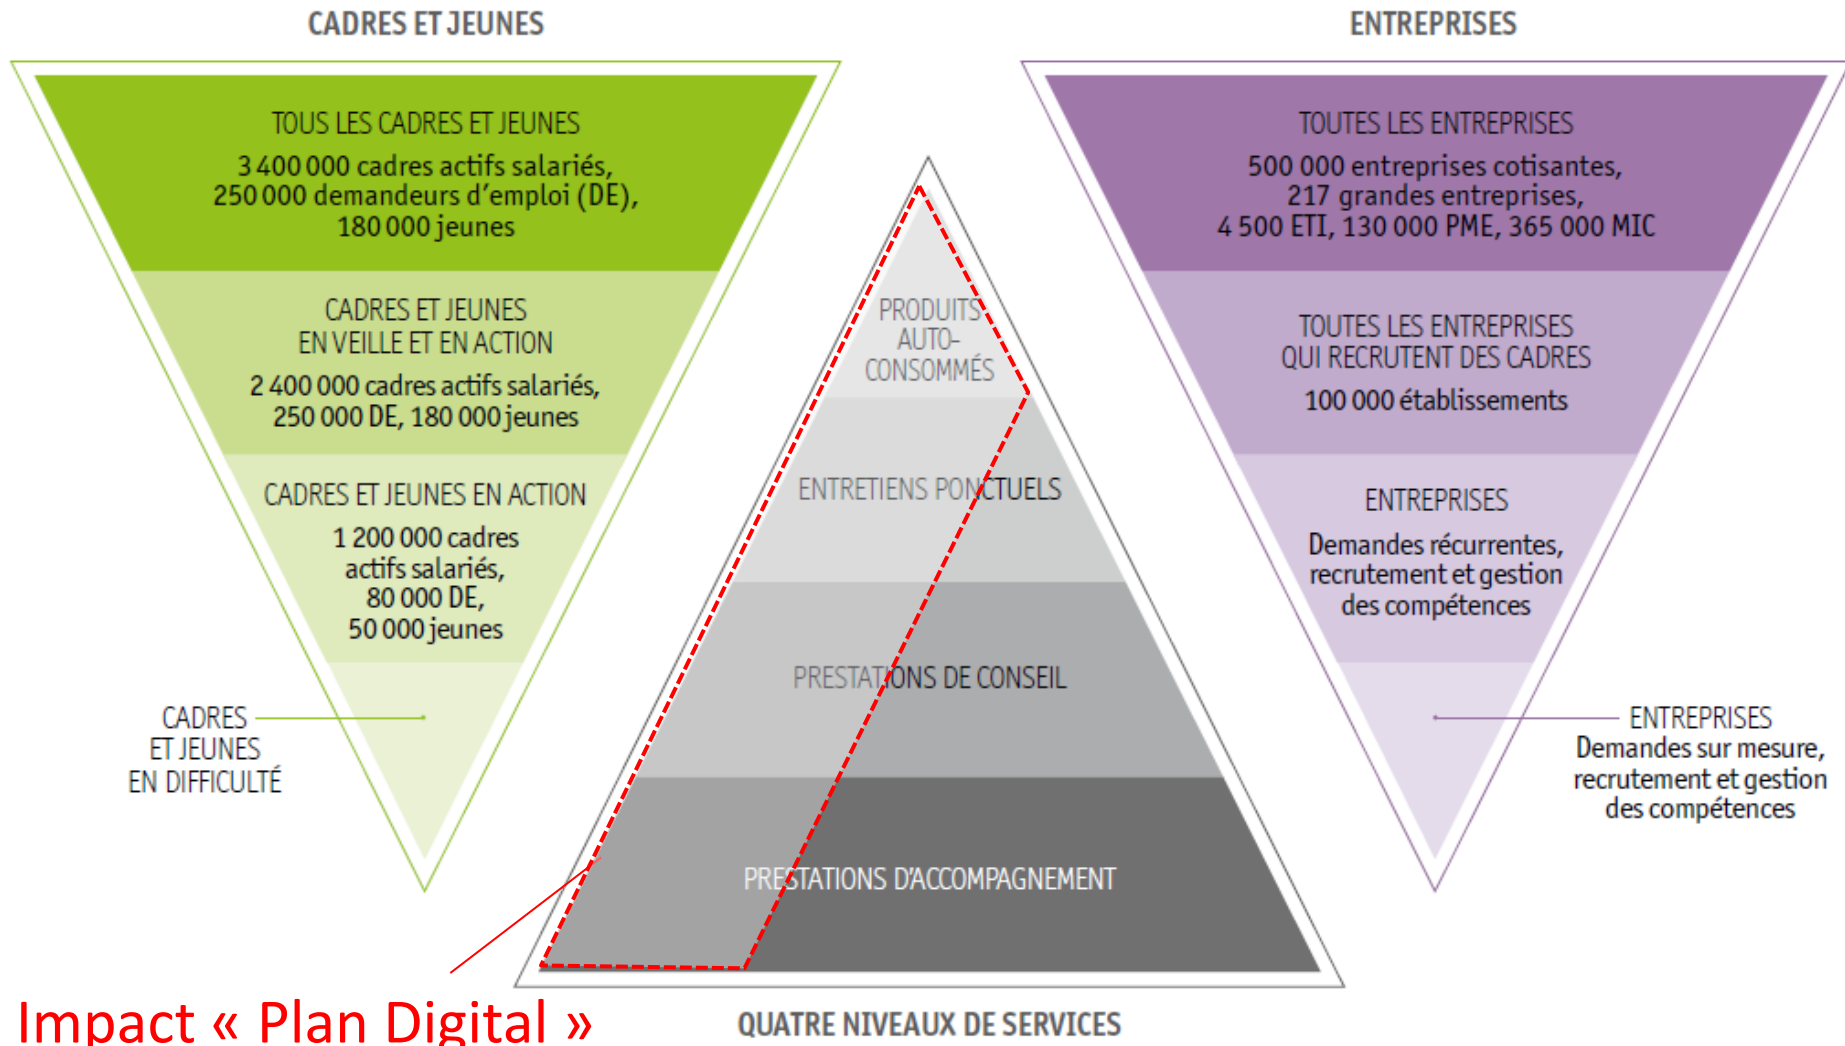 CADRES ET JEUNES
TOUS LES CADRES ET JEUNES
3 400 000 cadres actifs salariés,
250 000 demandeurs d'emploi (DE),
180 000 jeunes
CADRES ET JEUNES
EN VEILLE ET EN ACTION
2 400 000 cadres actifs salariés,
250 000 DE, 180 000 jeunes
CADRES ET JEUNES EN ACTION
1 200 000 cadres
actifs salariés,
80 000 DE,
50 000 jeunes
CADRES
ET JEUNES
EN DIFFICULTÉ
PRODUITS
AUTO-
CONSOMMÉS
ENTRETIENS PONCTUELS
PRESTATIONS DE CONSEIL
PRESTATIONS D'ACCOMPAGNEMENT
QUATRE NIVEAUX DE SERVICES
Impact « Plan Digital »
ENTREPRISES
TOUTES LES ENTREPRISES
500 000 entreprises cotisantes,
217 grandes entreprises,
4 500 ETI, 130 000 PME, 365 000 MIC
TOUTES LES ENTREPRISES
QUI RECRUTENT DES CADRES
100 000 établissements
ENTREPRISES
Demandes récurrentes,
recrutement et gestion
des compétences
ENTREPRISES
Demandes sur mesure,
recrutement et gestion
des compétences